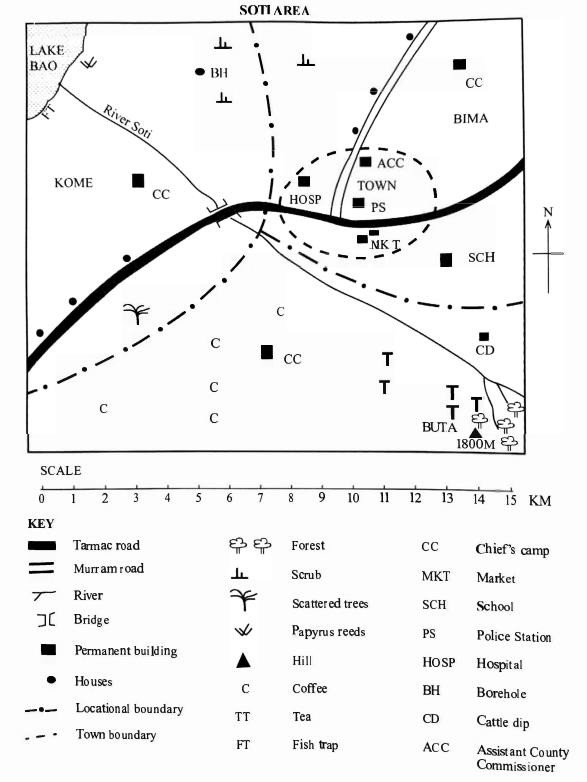 SOTI AREA
LAKE
BAO
BH
CC
BIMA
FT
River Soti
KOME
CC
HOSP
ACC
TOWN
PS
MKT
SCH
N
C
C
CC
CD
T
T
C
C
C
T
T
T
BUTA
1800M
SCALE
0 1 2 3 4 5 6 7 8 9 10 11 12 13 14 15 KM
KEY
Tarmac road
Murram road
River
Bridge
Permanent building
Houses
Locational boundary
Town boundary
Forest
Scrub
Scattered trees
Papyrus reeds
Hill
C Coffee
TT Tea
FT Fish trap
CC Chief's camp
MKT Market
SCH School
PS Police Station
HOSP Hospital
BH Borehole
CD Cattle dip
ACC Assistant County
Commissioner